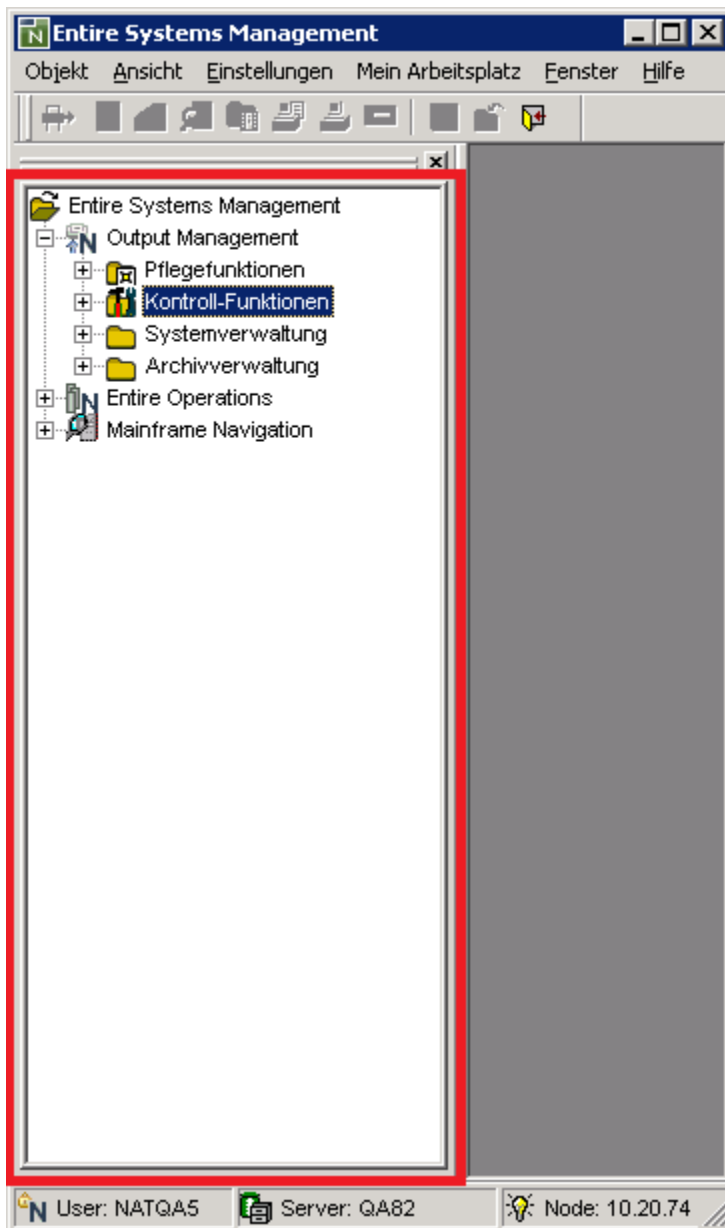 Entire Systems Management
Objekt Ansicht Einstellungen Mein Arbeitsplatz Fenster Hilfe
Entire Systems Management
Output Management
Pflegefunktionen
Kontroll-Funktionen
Systemverwaltung
Archivverwaltung
Entire Operations
Mainframe Navigation
User: NATQA5 Server: QA82 Node: 10.20.74